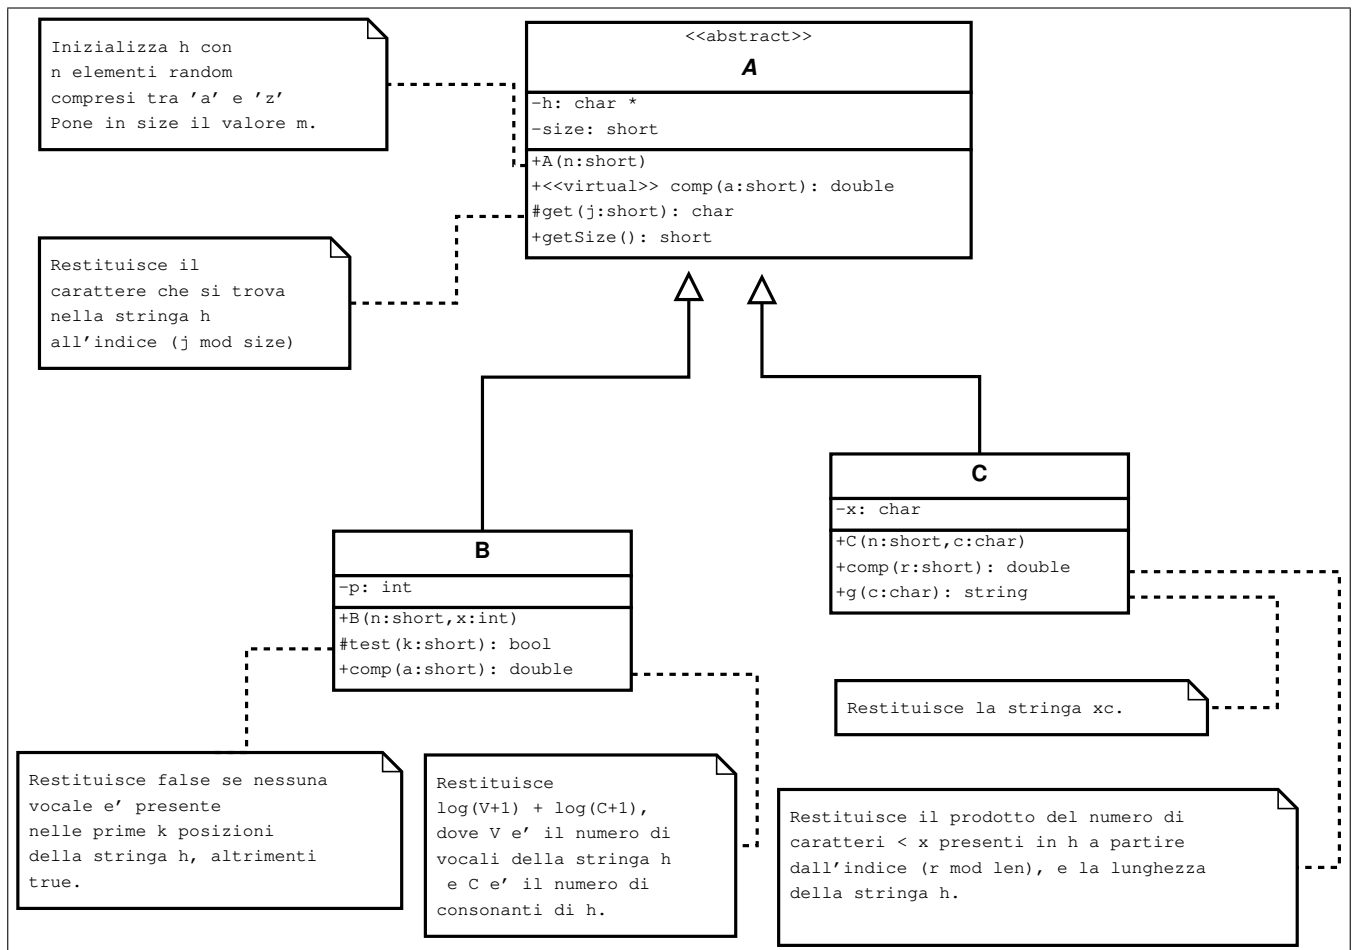 Inizializza h con
n elementi random
compresi tra ’a’ e ’z’
Pone in size il valore m.
<<abstract>>
A
-h: char *
-size: short
+A(n:short)
+<<virtual>> comp(a:short): double
#get(j:short): char
+getSize(): short
Restituisce il
carattere che si trova
nella stringa h
all’indice (j mod size)
B
-p: int
+B(n:short,x:int)
#test(k:short): bool
+comp(a:short): double
C
-x: char
+C(n:short,c:char)
+comp(r:short): double
+g(c:char): string
Restituisce la stringa xc.
Restituisce false se nessuna
vocale e’ presente
nelle prime k posizioni
della stringa h, altrimenti
true.
Restituisce
log(V+1) + log(C+1),
dove V e’ il numero di
vocali della stringa h
e C e’ il numero di
consonanti di h.
Restituisce il prodotto del numero di
caratteri < x presenti in h a partire
dall’indice (r mod len), e la lunghezza
della stringa h.